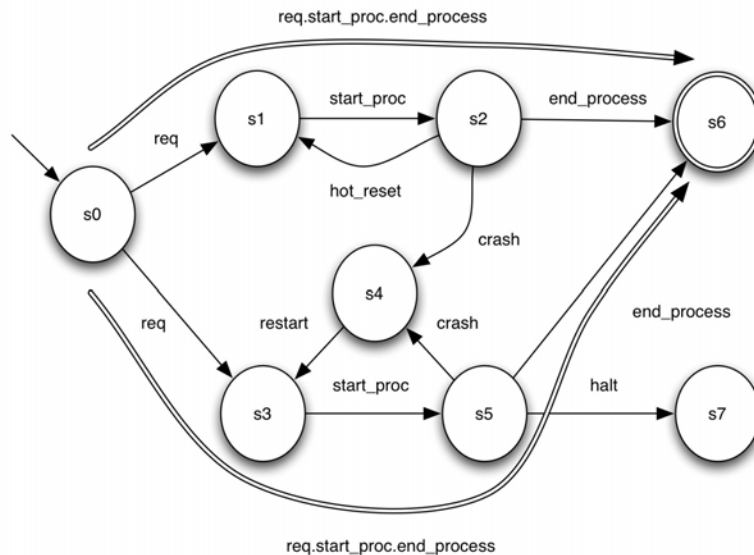 req.start_proc.end_process
s1
start_proc
s2
end_process
s6
req
s0
hot_reset
crash
s4
req
restart
crash
end_process
s3
start_proc
s5
halt
s7
req.start_proc.end_process